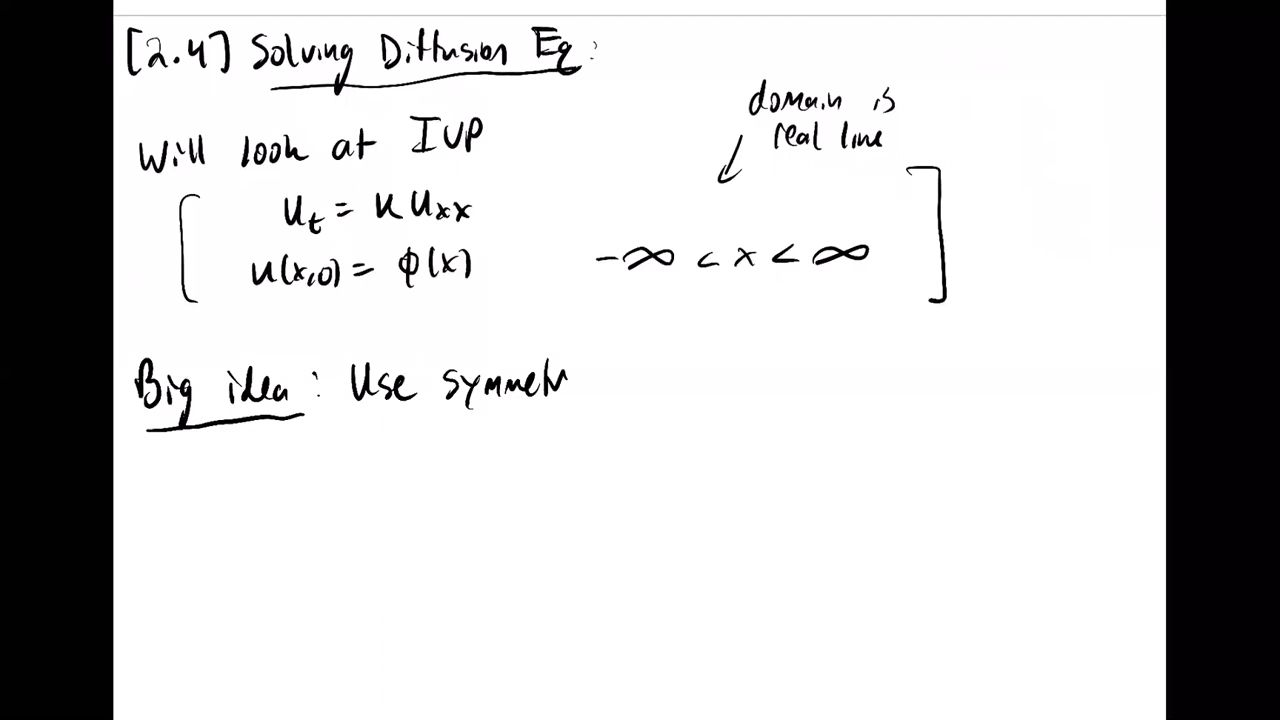 [2.4] Solving Diffusion Eq:
domain is
real line
Will look at IVP
u_t = k u_xx
u(x,0) = φ(x) -∞ < x < ∞
Big idea: Use symmetr